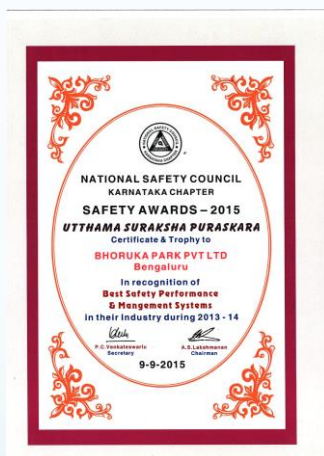 NATIONAL SAFETY COUNCIL
KARNATAKA CHAPTER
SAFETY AWARDS – 2015
UTTHAMA SURAKSHA PURASKARA
Certificate & Trophy to
BHORUKA PARK PVT LTD
Bengaluru
In recognition of
Best Safety Performance
& Mangement Systems
in their Industry during 2013 - 14
P.C.Venkateswarlu
Secretary
A.S.Lakshmanan
Chairman
9-9-2015